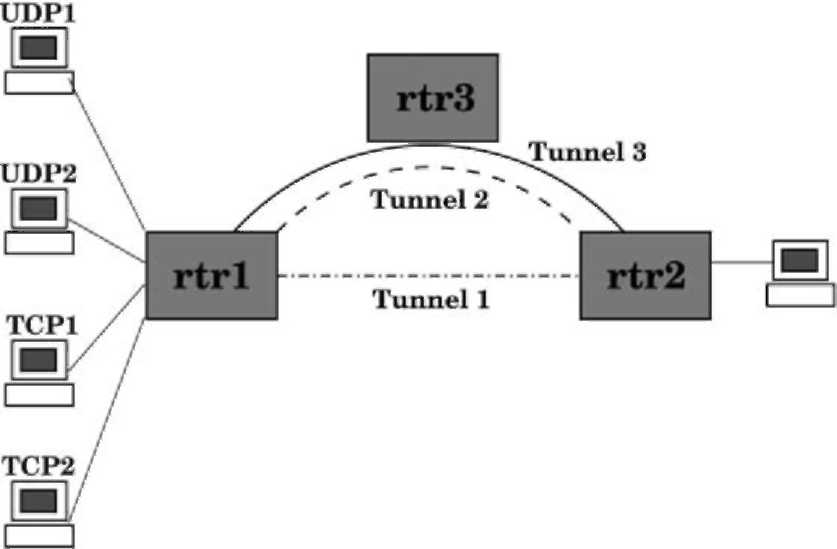 UDP1
rtr3
Tunnel 3
UDP2
Tunnel 2
rtr1
rtr2
Tunnel 1
TCP1
TCP2